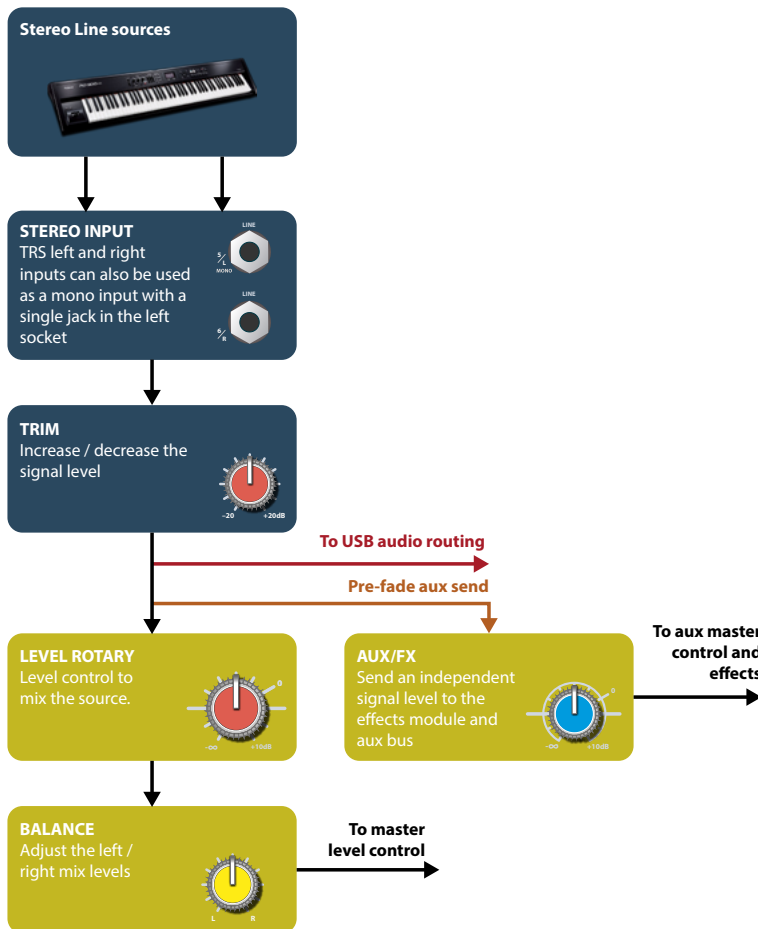 Stereo Line sources
STEREO INPUT
TRS left and right
inputs can also be used
as a mono input with a
single jack in the left
socket
LINE
5/L
MONO
LINE
6/R
TRIM
Increase / decrease the
signal level
–20 +20dB
To USB audio routing
Pre-fade aux send
LEVEL ROTARY
Level control to
mix the source.
0
–∞ +10dB
AUX/FX
Send an independent
signal level to the
effects module and
aux bus
0
–∞ +10dB
To aux master
control and
effects
BALANCE
Adjust the left /
right mix levels
L R
To master
level control